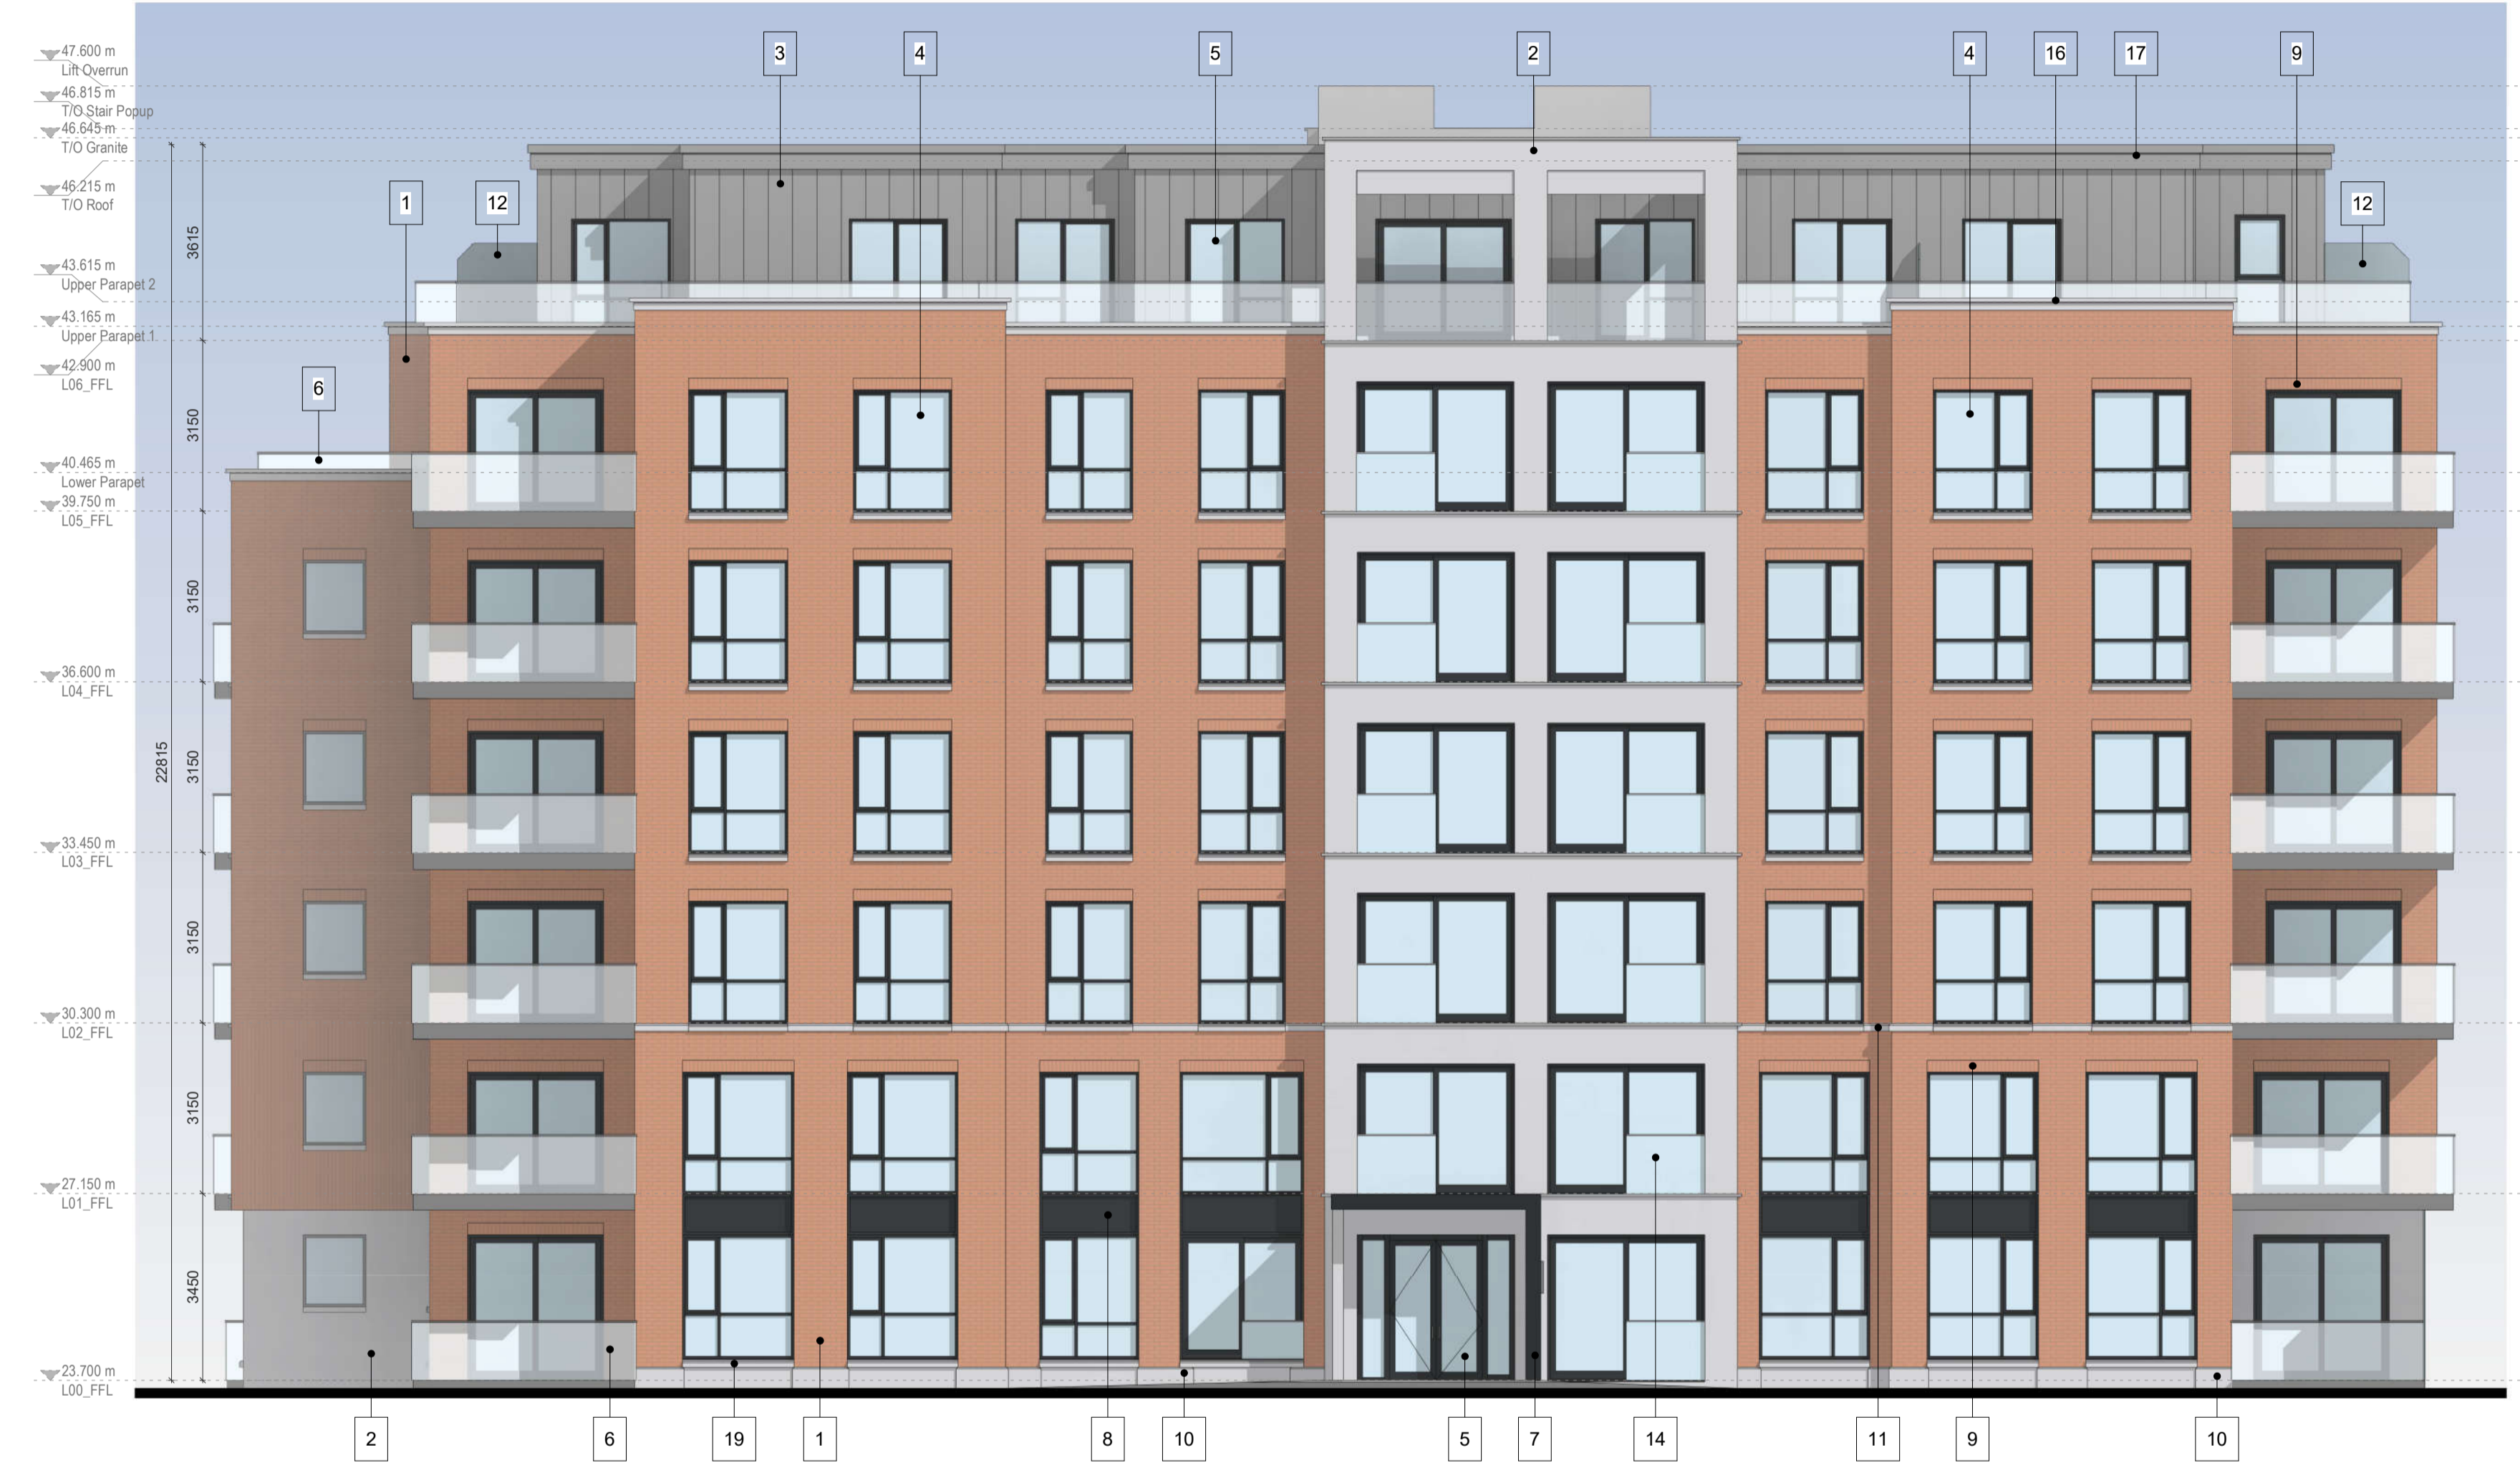 3
4
5
2
4
16
17
9
47.600 m
Lift Overrun
46.815 m
T/O Stair Popup
46.645 m
T/O Granite
46.215 m
T/O Roof
1
12
12
3615
43.615 m
Upper Parapet 2
43.165 m
Upper Parapet 1
42.900 m
L06_FFL
6
3150
40.465 m
Lower Parapet
39.750 m
L05_FFL
3150
36.600 m
L04_FFL
22815
3150
33.450 m
L03_FFL
3150
30.300 m
L02_FFL
3150
27.150 m
L01_FFL
3450
23.700 m
L00_FFL
2
6
19
1
8
10
5
7
14
11
9
10